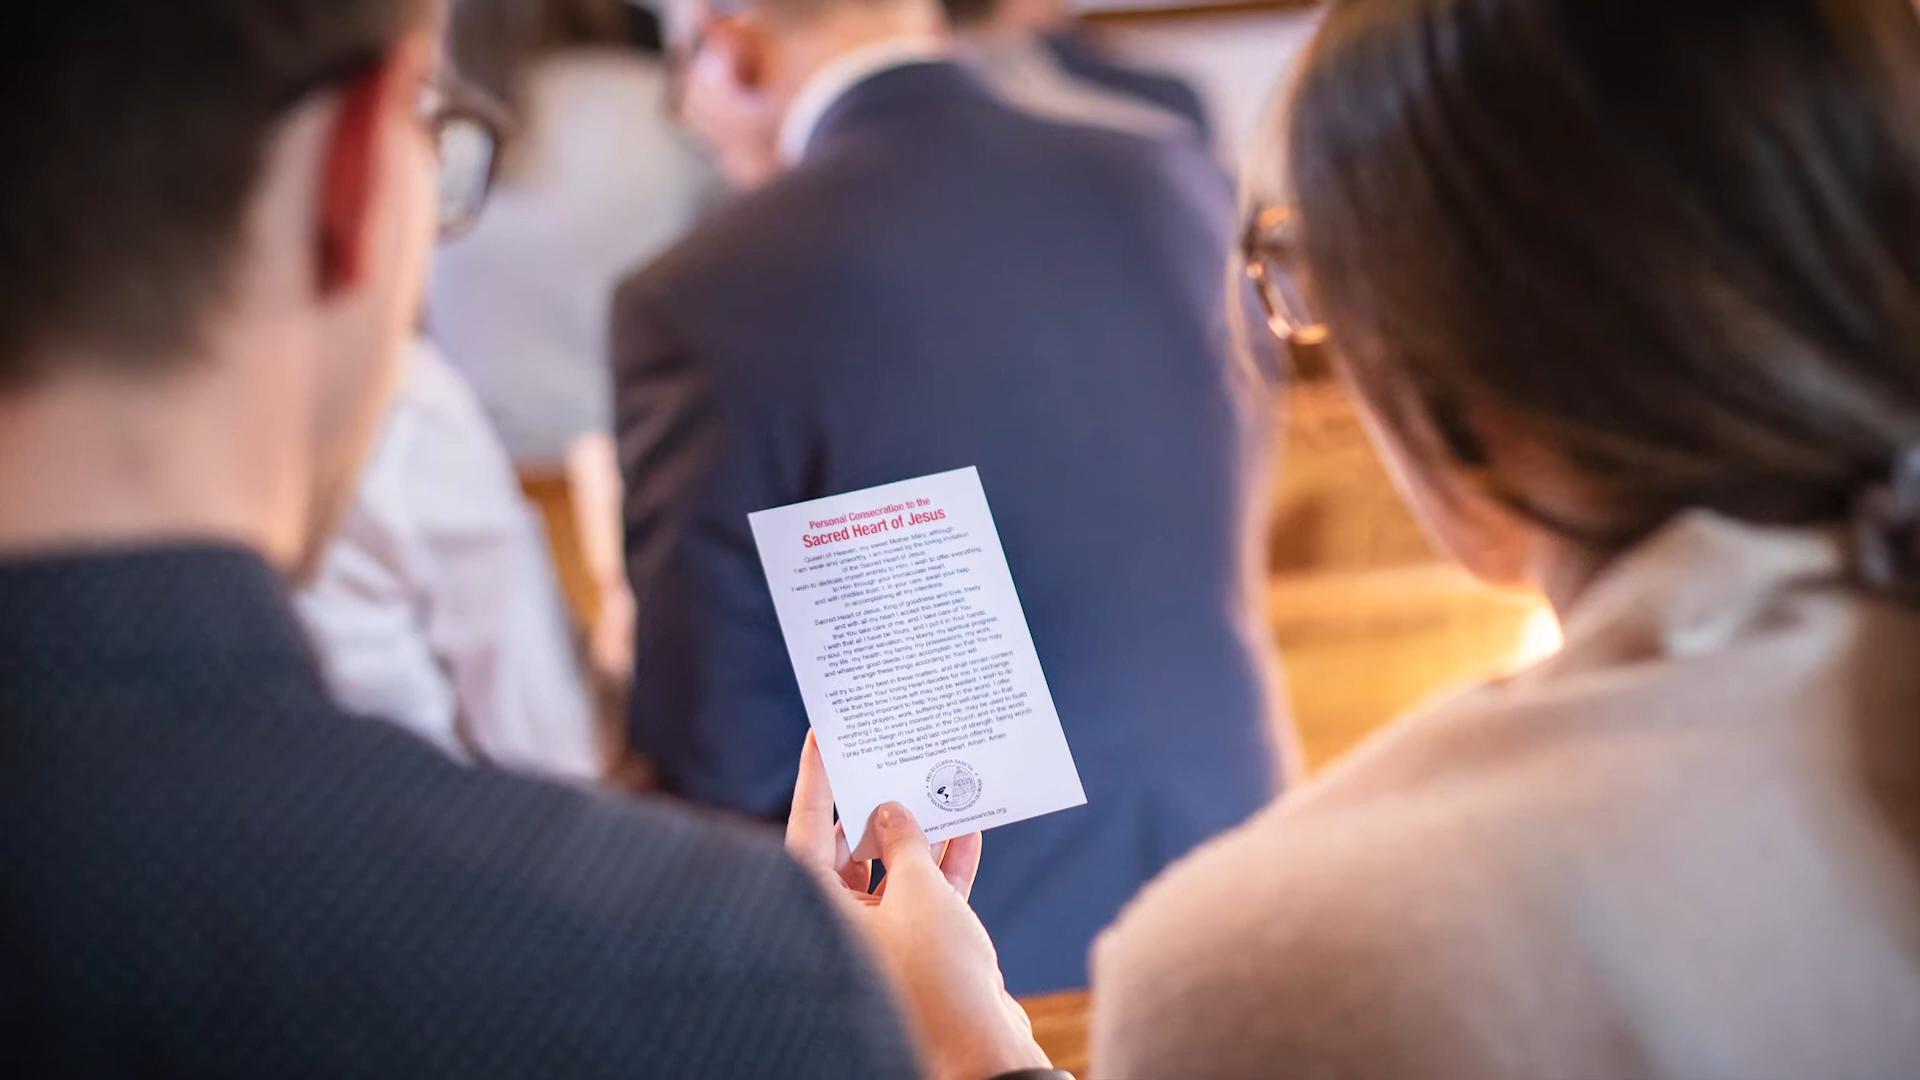 Personal Consecration to the
Sacred Heart of Jesus
Queen of Heaven, my sweet Mother Mary, although
I am weak and unworthy, I am moved by the loving invitation
of the Sacred Heart of Jesus.
I wish to dedicate myself entirely to Him, I wish to offer everything
to Him through your Immaculate Heart,
and with childlike trust, I, in your care, await your help
in accomplishing all my intentions.
Sacred Heart of Jesus, King of goodness and love, freely
and with all my heart I accept this sweet pact
that You take care of me, and I take care of You.
I wish that all I have be Yours, and I put it in Your hands,
my soul, my eternal salvation, my liberty, my spiritual progress,
my life, my health, my family, my possessions, my work,
and whatever good deeds I can accomplish, so that You may
arrange these things according to Your will.
I will try to do my best in these matters, and shall remain content
with whatever Your loving Heart decides for me. In exchange,
I ask that the time I have left may not be wasted. I wish to do
something important to help You reign in the world. I offer
my daily prayers, work, sufferings and self-denial, so that
everything I do, in every moment of my life, may be used to build
Your Divine Reign in our souls, in the Church and in the world.
I pray that my last words and last ounce of strength, being words
of love, may be a generous offering
to Your Blessed Sacred Heart. Amen. Amen.
PRO ECCLESIA SANCTA
www.proecclesiasancta.org